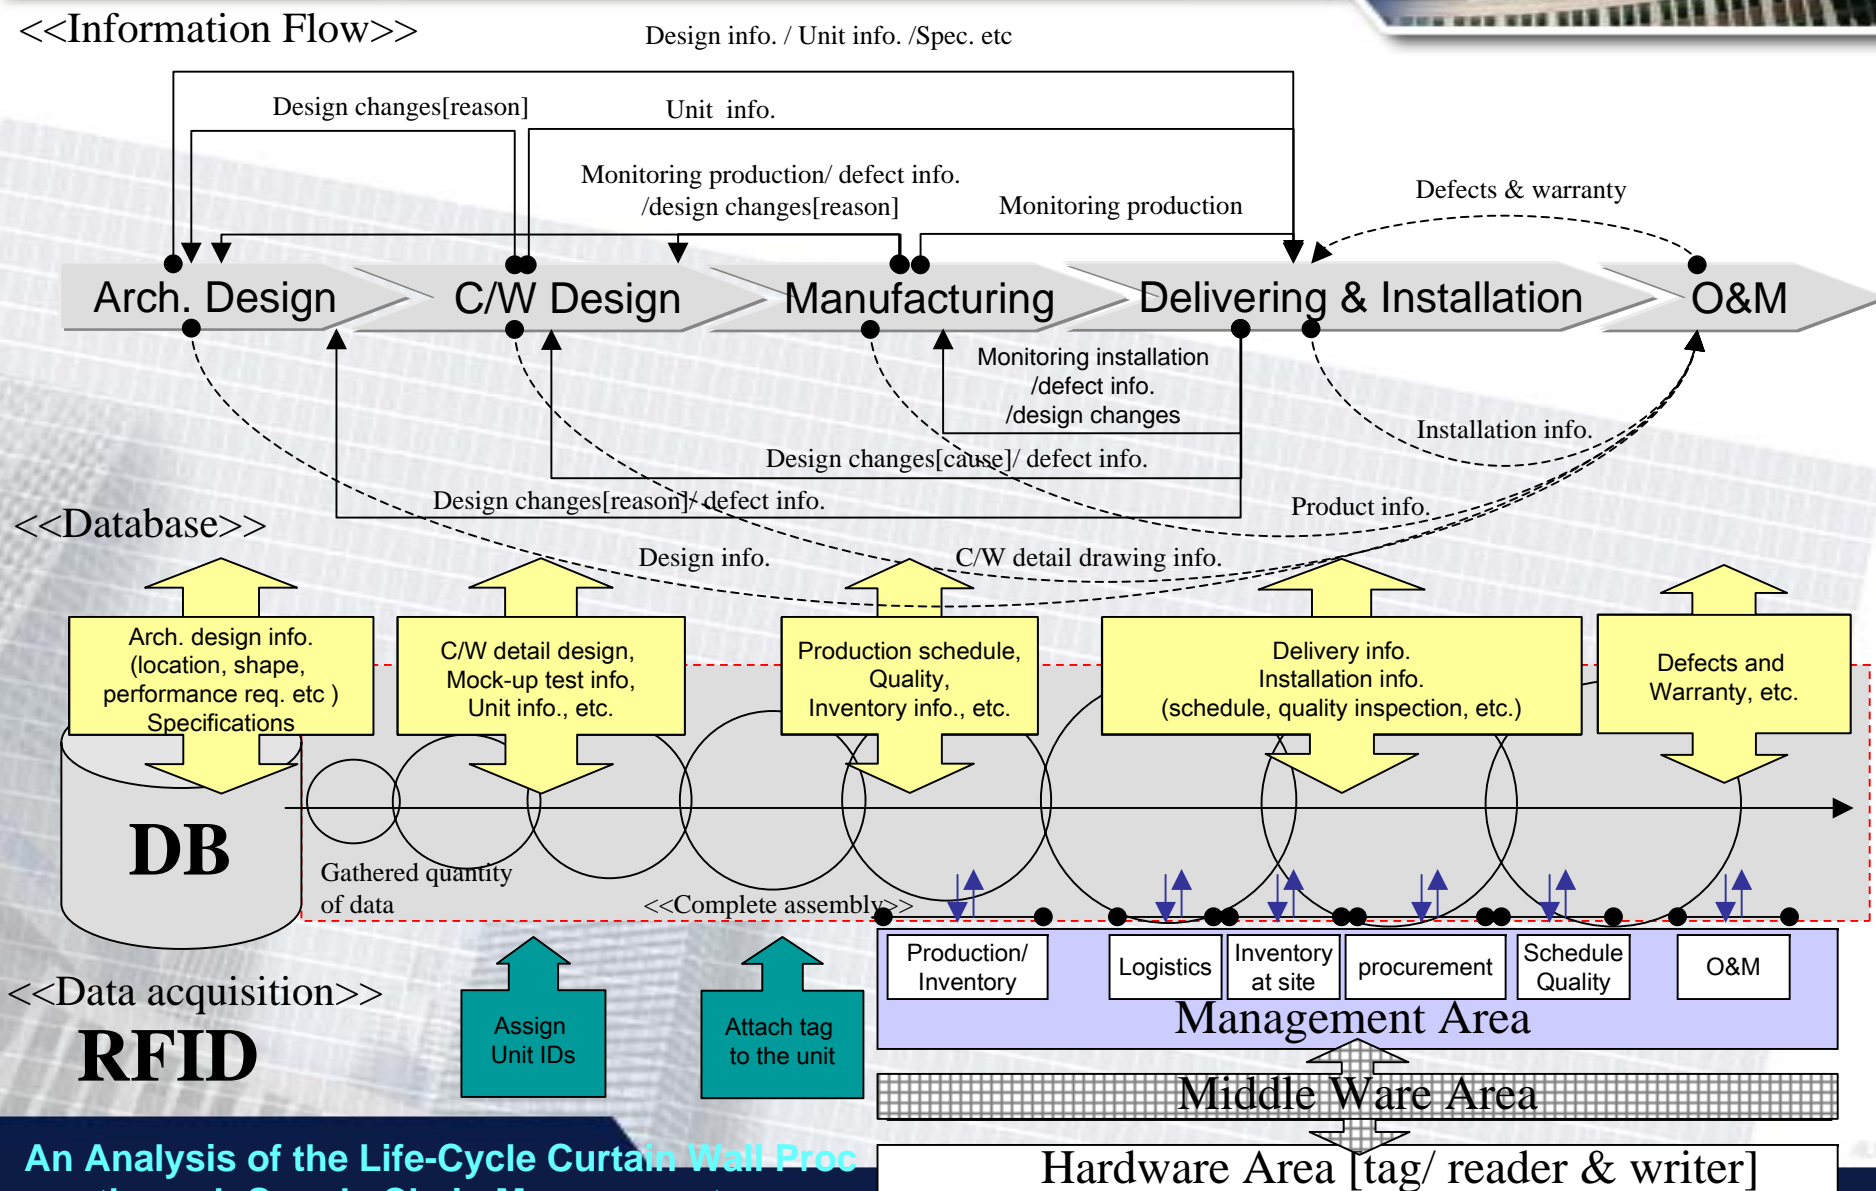 <<Information Flow>>
Design info. / Unit info. /Spec. etc
Design changes[reason]
Unit info.
Monitoring production/ defect info.
/design changes[reason]
Monitoring production
Defects & warranty
Arch. Design
C/W Design
Manufacturing
Delivering & Installation
O&M
Monitoring installation
/defect info.
/design changes
Installation info.
Design changes[cause]/ defect info.
Design changes[reason]/ defect info.
Product info.
<<Database>>
Design info.
C/W detail drawing info.
Arch. design info.
(location, shape,
performance req. etc )
Specifications
C/W detail design,
Mock-up test info,
Unit info., etc.
Production schedule,
Quality,
Inventory info., etc.
Delivery info.
Installation info.
(schedule, quality inspection, etc.)
Defects and
Warranty, etc.
DB
Gathered quantity
of data
<<Complete assembly>>
Production/
Inventory
Logistics
Inventory
at site
procurement
Schedule
Quality
O&M
Management Area
<<Data acquisition>>
RFID
Assign
Unit IDs
Attach tag
to the unit
Middle Ware Area
Hardware Area [tag/ reader & writer]
An Analysis of the Life-Cycle Curtain Wall Proc